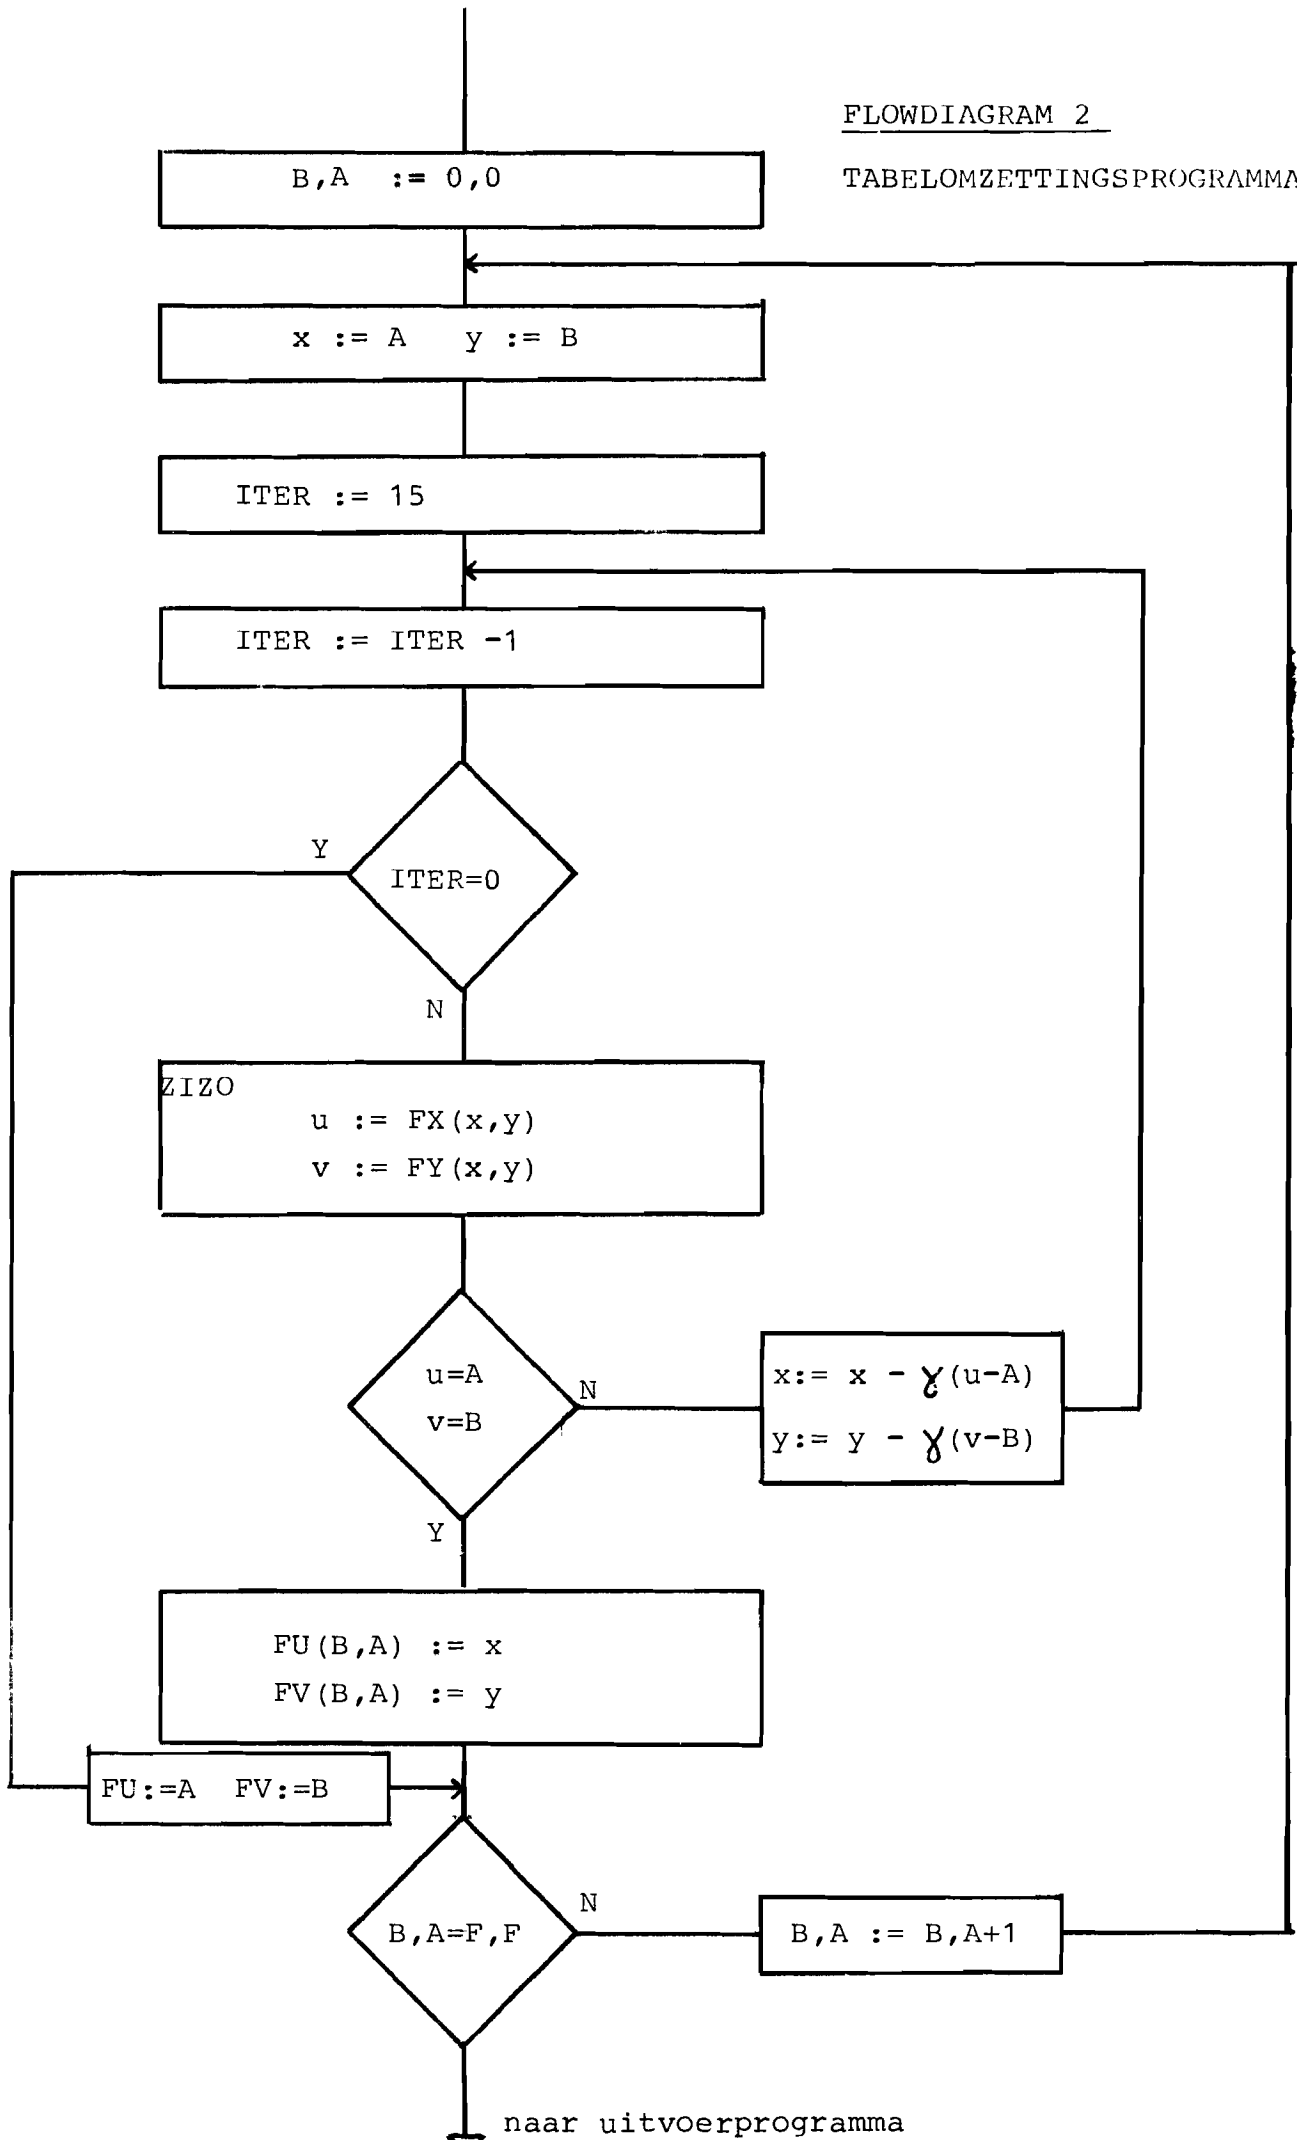 FLOWDIAGRAM 2
TABELOMZETTINGSPROGRAMMA
B,A := 0,0
x := A y := B
ITER := 15
ITER := ITER -1
Y
ITER=0
N
ZIZO
u := FX(x,y)
v := FY(x,y)
u=A
v=B
N
x:= x - γ(u-A)
y:= y - γ(v-B)
Y
FU(B,A) := x
FV(B,A) := y
FU:=A FV:=B
B,A=F,F
N
B,A := B,A+1
naar uitvoerprogramma